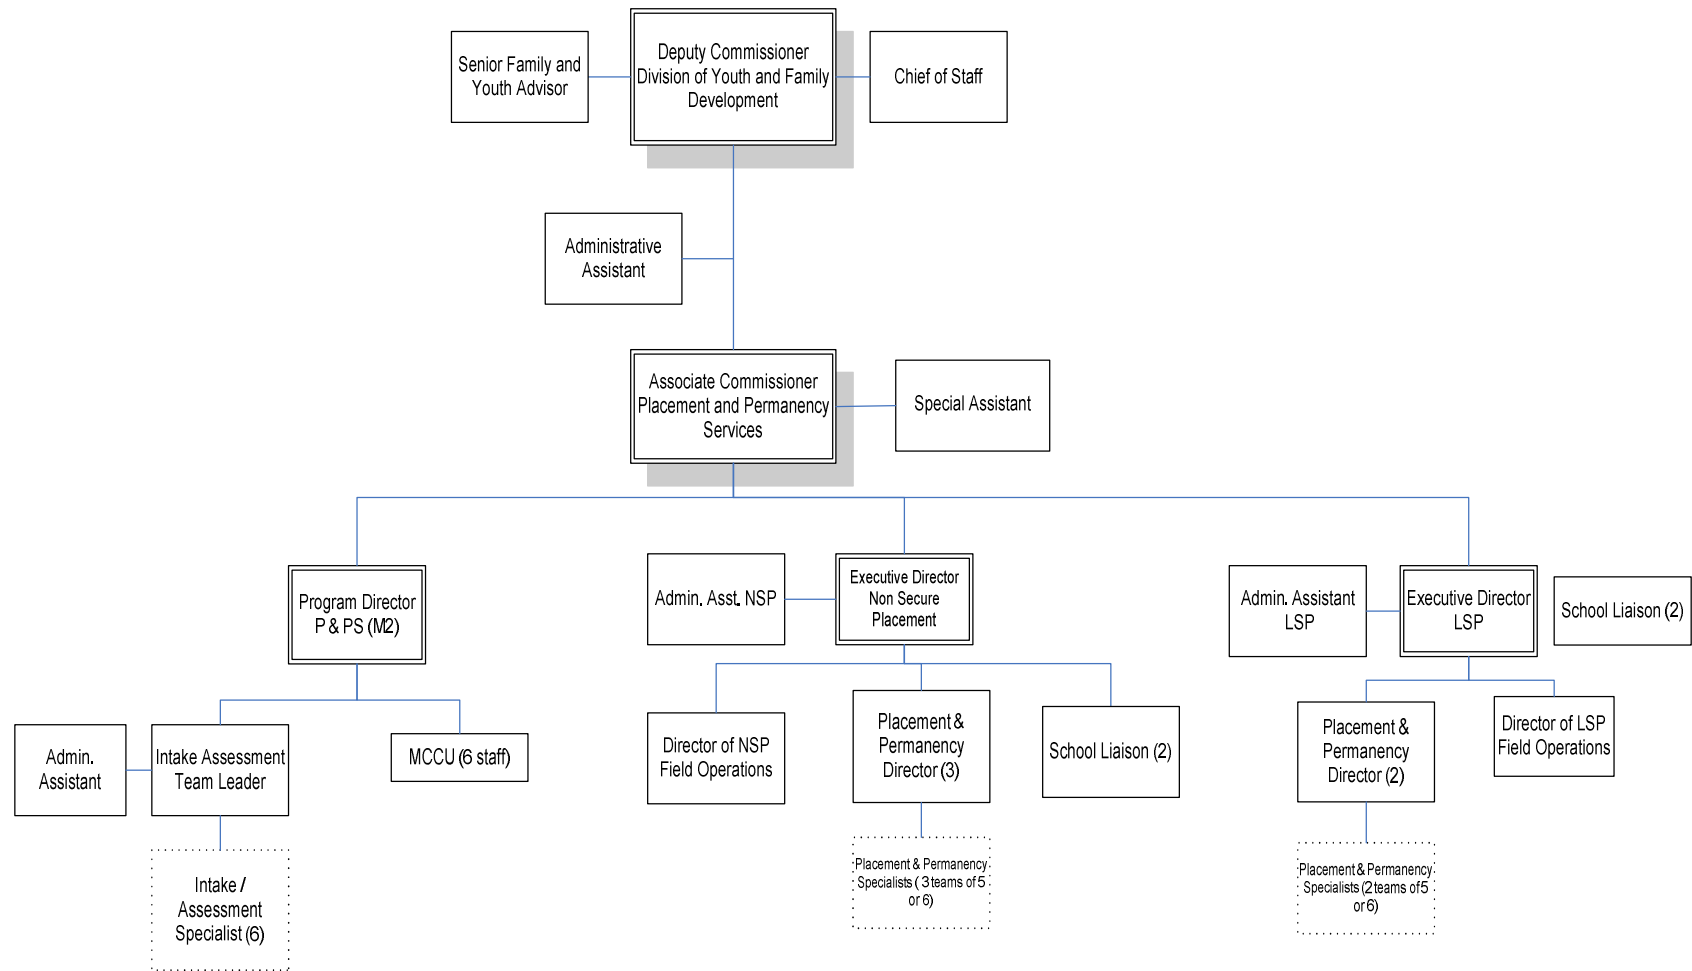 Senior Family and
Youth Advisor
Deputy Commissioner
Division of Youth and Family
Development
Chief of Staff
Administrative
Assistant
Associate Commissioner
Placement and Permanency
Services
Special Assistant
Program Director
P & PS (M2)
Admin. Asst. NSP
Executive Director
Non Secure
Placement
Admin. Assistant
LSP
Executive Director
LSP
School Liaison (2)
Admin.
Assistant
Intake Assessment
Team Leader
MCCU (6 staff)
Director of NSP
Field Operations
Placement &
Permanency
Director (3)
School Liaison (2)
Placement &
Permanency
Director (2)
Director of LSP
Field Operations
Intake /
Assessment
Specialist (6)
Placement & Permanency
Specialists ( 3 teams of 5
or 6)
Placement & Permanency
Specialists (2 teams of 5
or 6)